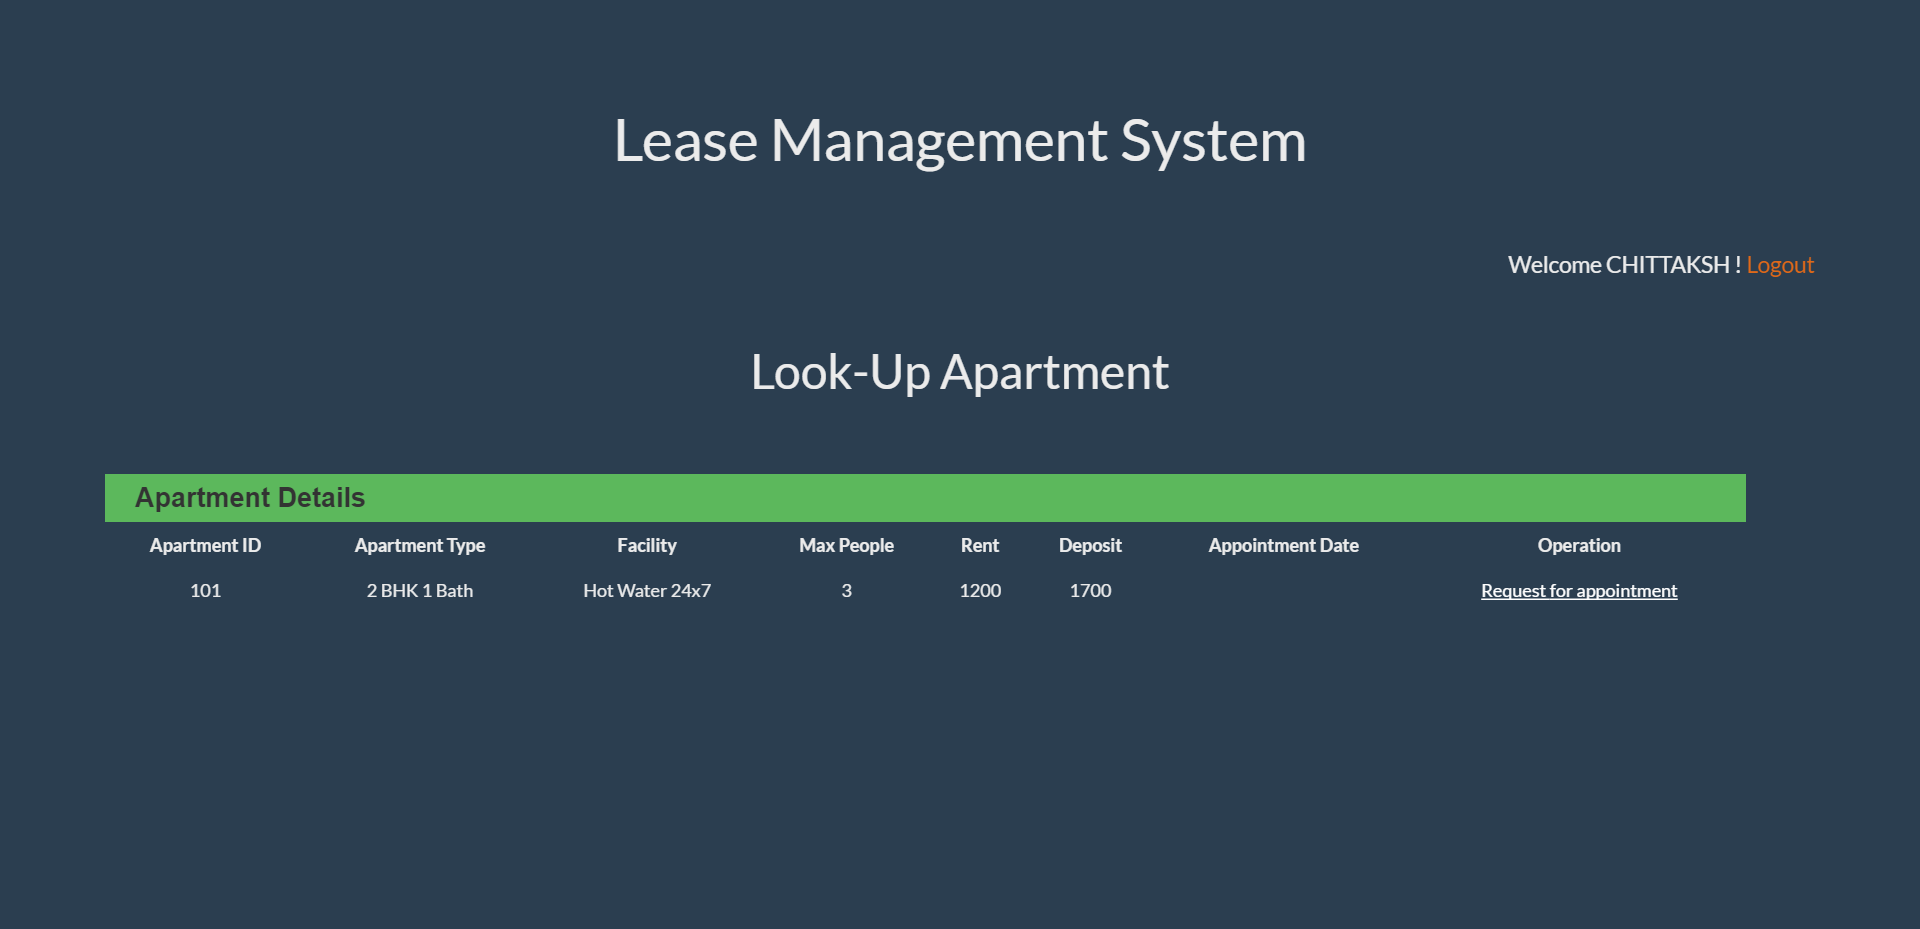 Lease Management System
Welcome CHITTAKSH ! Logout
Look-Up Apartment
Apartment Details
Apartment ID Apartment Type Facility Max People Rent Deposit Appointment Date Operation
101 2 BHK 1 Bath Hot Water 24x7 3 1200 1700 Request for appointment